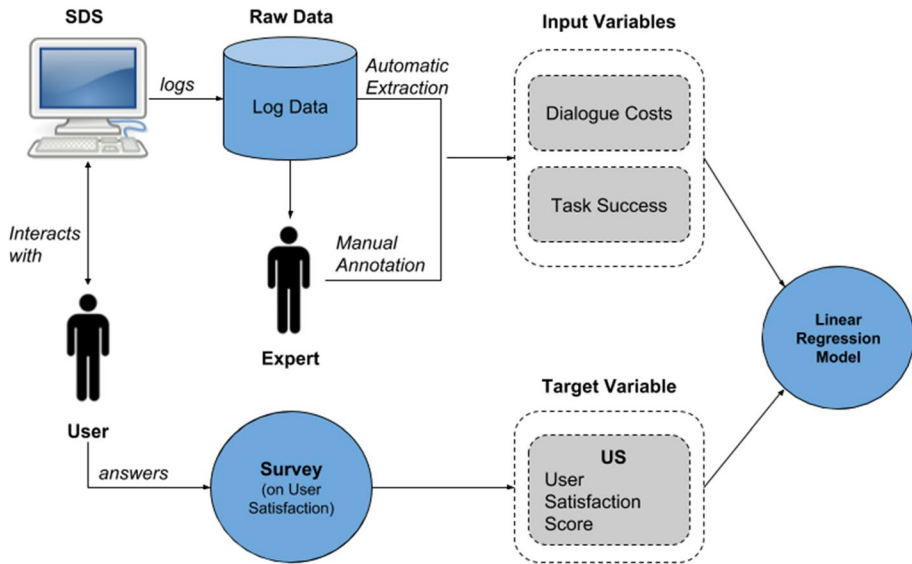 SDS
Raw Data
Input Variables
logs
Log Data
Automatic
Extraction
Dialogue Costs
Task Success
Interacts
with
Manual
Annotation
Expert
Linear
Regression
Model
User
answers
Survey
(on User
Satisfaction)
Target Variable
US
User
Satisfaction
Score